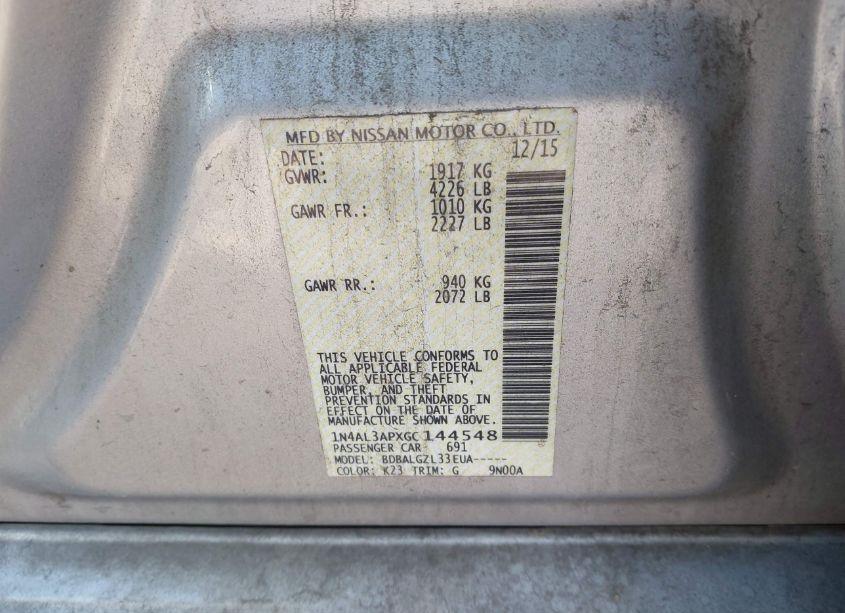 MFD BY NISSAN MOTOR CO., LTD.
DATE: 12/15
GVWR: 1917 KG
4226 LB
GAWR FR.: 1010 KG
2227 LB
GAWR RR.: 940 KG
2072 LB
THIS VEHICLE CONFORMS TO
ALL APPLICABLE FEDERAL
MOTOR VEHICLE SAFETY,
BUMPER, AND THEFT
PREVENTION STANDARDS IN
EFFECT ON THE DATE OF
MANUFACTURE SHOWN ABOVE.
1N4AL3APXGC144548
PASSENGER CAR 691
MODEL: BDBALGZL33EUA-----
COLOR: K23 TRIM: G 9N00A